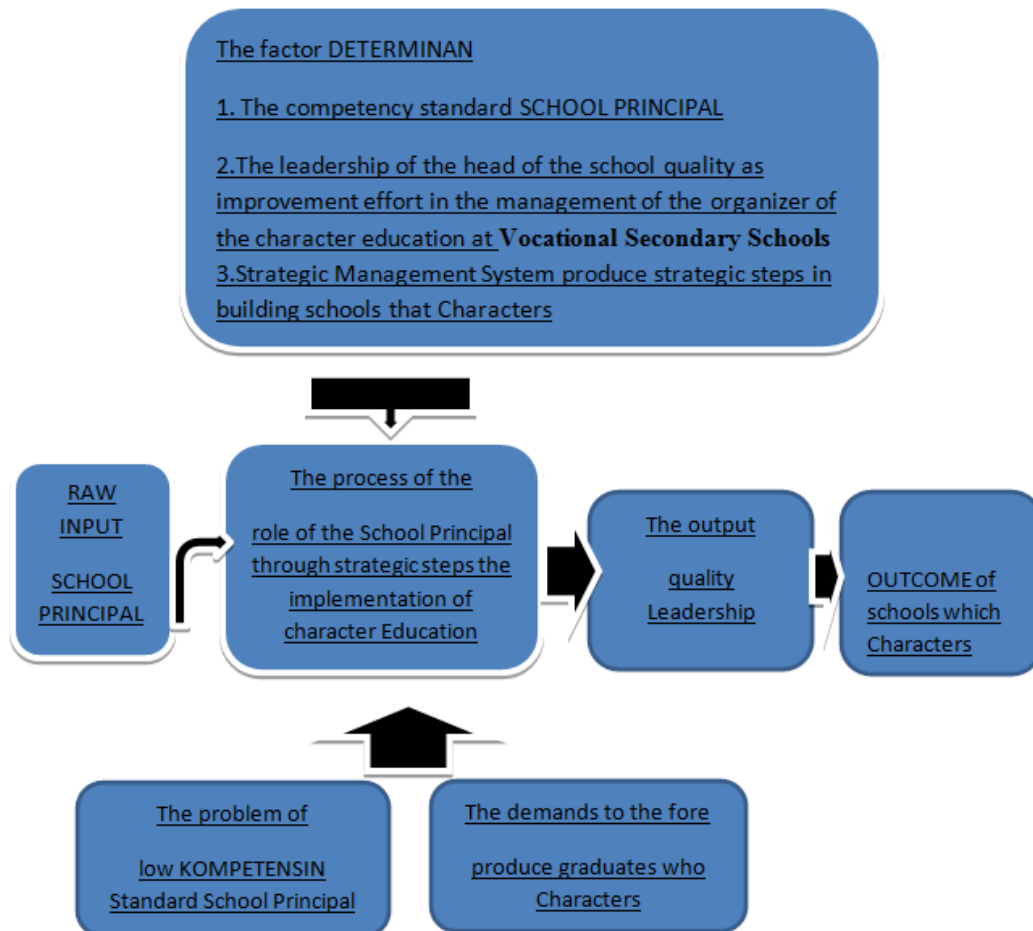 The factor DETERMINAN
1. The competency standard SCHOOL PRINCIPAL
2.The leadership of the head of the school quality as
improvement effort in the management of the organizer of
the character education at Vocational Secondary Schools
3.Strategic Management System produce strategic steps in
building schools that Characters
RAW
INPUT
SCHOOL
PRINCIPAL
The process of the
role of the School Principal
through strategic steps the
implementation of
character Education
The output
quality
Leadership
OUTCOME of
schools which
Characters
The problem of
low KOMPETENSIN
Standard School Principal
The demands to the fore
produce graduates who
Characters